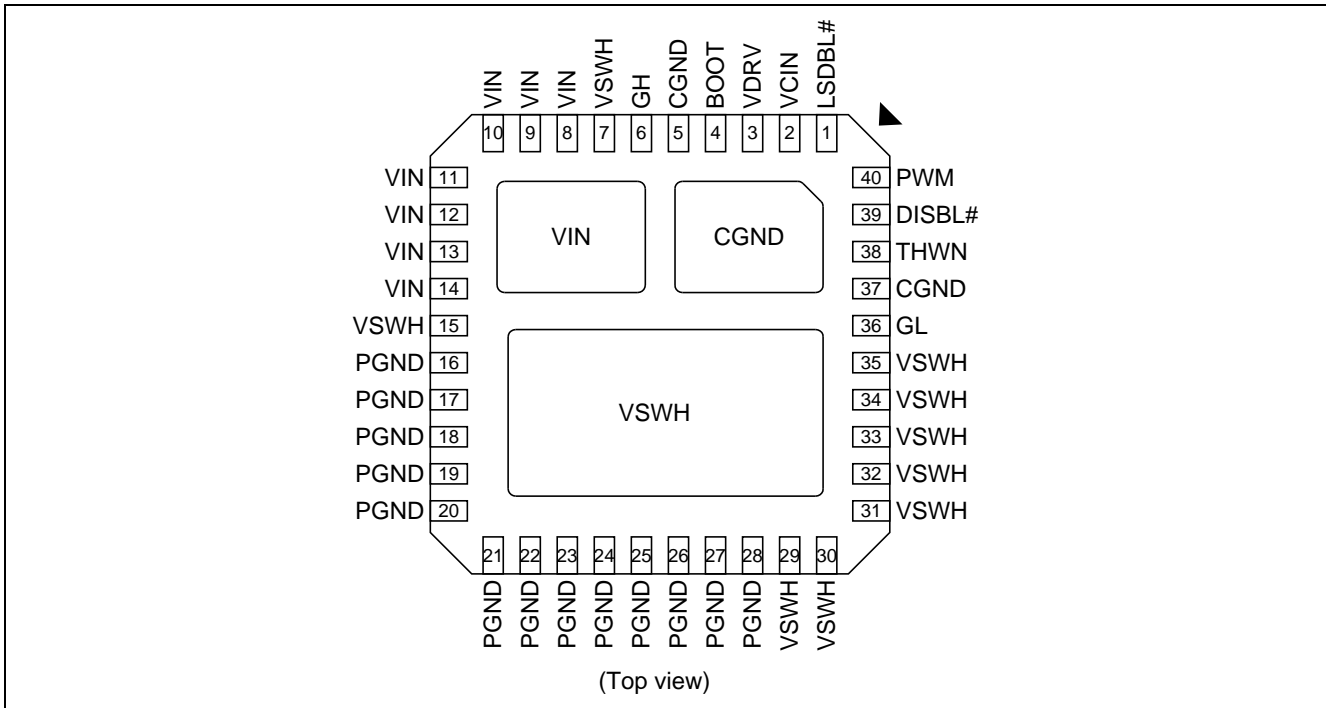 VIN VIN VIN VSWH GH CGND BOOT VDRV VCIN LSDBL#
10 9 8 7 6 5 4 3 2 1
VIN 11 40 PWM
VIN 12 39 DISBL#
VIN 13 38 THWN
VIN 14 37 CGND
VSWH 15 36 GL
PGND 16 35 VSWH
PGND 17 34 VSWH
PGND 18 33 VSWH
PGND 19 32 VSWH
PGND 20 31 VSWH
VIN CGND
VSWH
21 22 23 24 25 26 27 28 29 30
PGND PGND PGND PGND PGND PGND PGND PGND VSWH VSWH
(Top view)